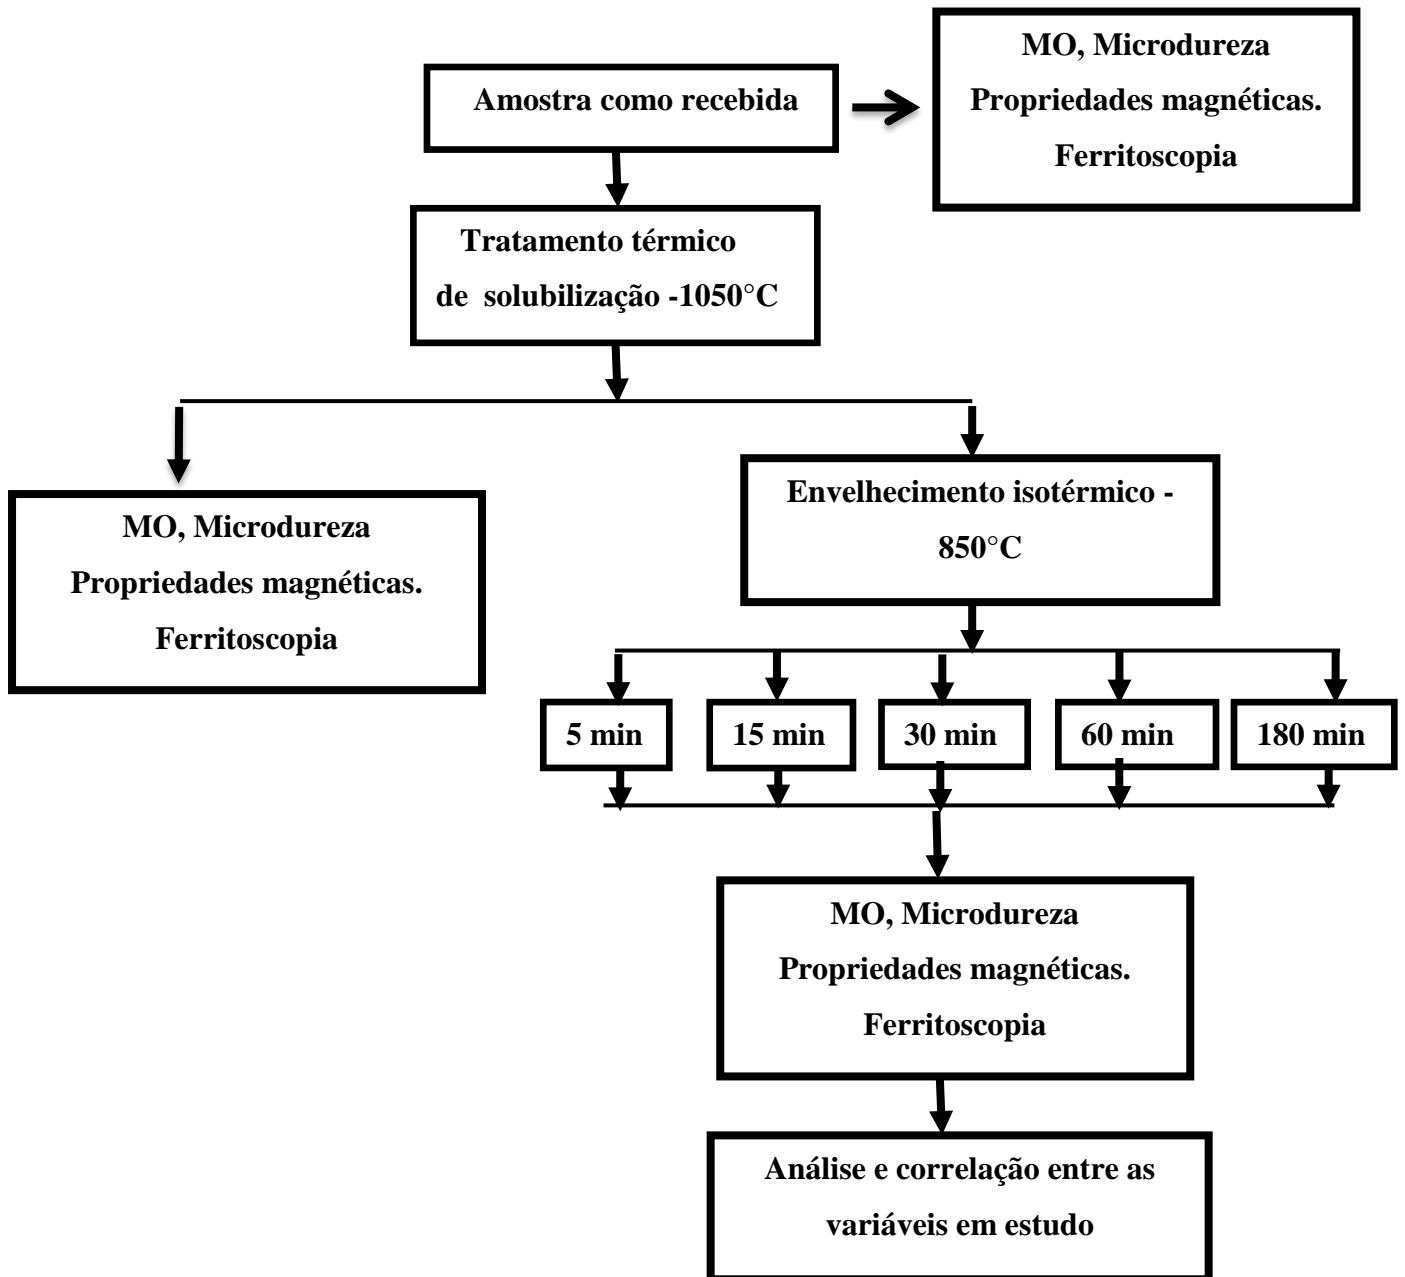 Amostra como recebida
MO, Microdureza
Propriedades magnéticas.
Ferritoscopia
Tratamento térmico
de solubilização -1050°C
MO, Microdureza
Propriedades magnéticas.
Ferritoscopia
Envelhecimento isotérmico -
850°C
5 min
15 min
30 min
60 min
180 min
MO, Microdureza
Propriedades magnéticas.
Ferritoscopia
Análise e correlação entre as
variáveis em estudo